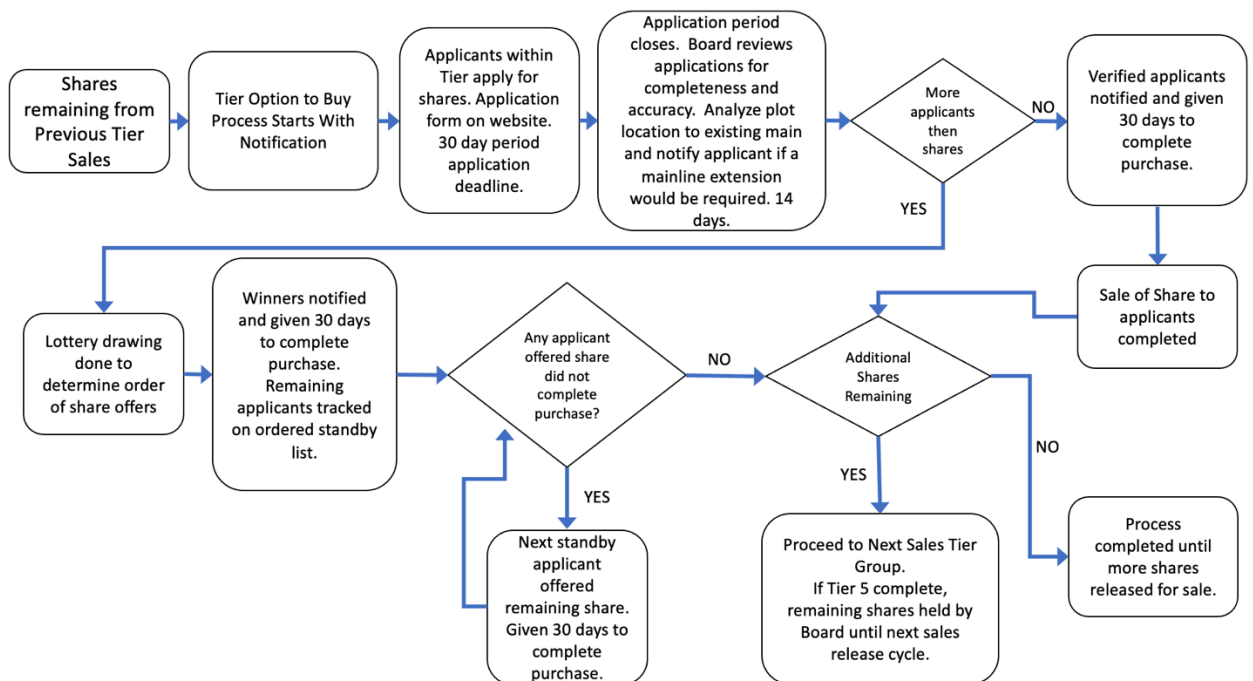 Shares
remaining from
Previous Tier
Sales
Tier Option to Buy
Process Starts With
Notification
Applicants within
Tier apply for
shares. Application
form on website.
30 day period
application
deadline.
Application period
closes.  Board reviews
applications for
completeness and
accuracy.  Analyze plot
location to existing main
and notify applicant if a
mainline extension
would be required. 14
days.
More
applicants
then
shares
NO
YES
Verified applicants
notified and given
30 days to
complete
purchase.
Sale of Share to
applicants
completed
Lottery drawing
done to
determine order
of share offers
Winners notified
and given 30 days
to complete
purchase.
Remaining
applicants tracked
on ordered standby
list.
Any applicant
offered share
did not
complete
purchase?
NO
YES
Next standby
applicant
offered
remaining share.
Given 30 days to
complete
purchase.
Additional
Shares
Remaining
YES
NO
Proceed to Next Sales Tier
Group.
If Tier 5 complete,
remaining shares held by
Board until next sales
release cycle.
Process
completed until
more shares
released for sale.